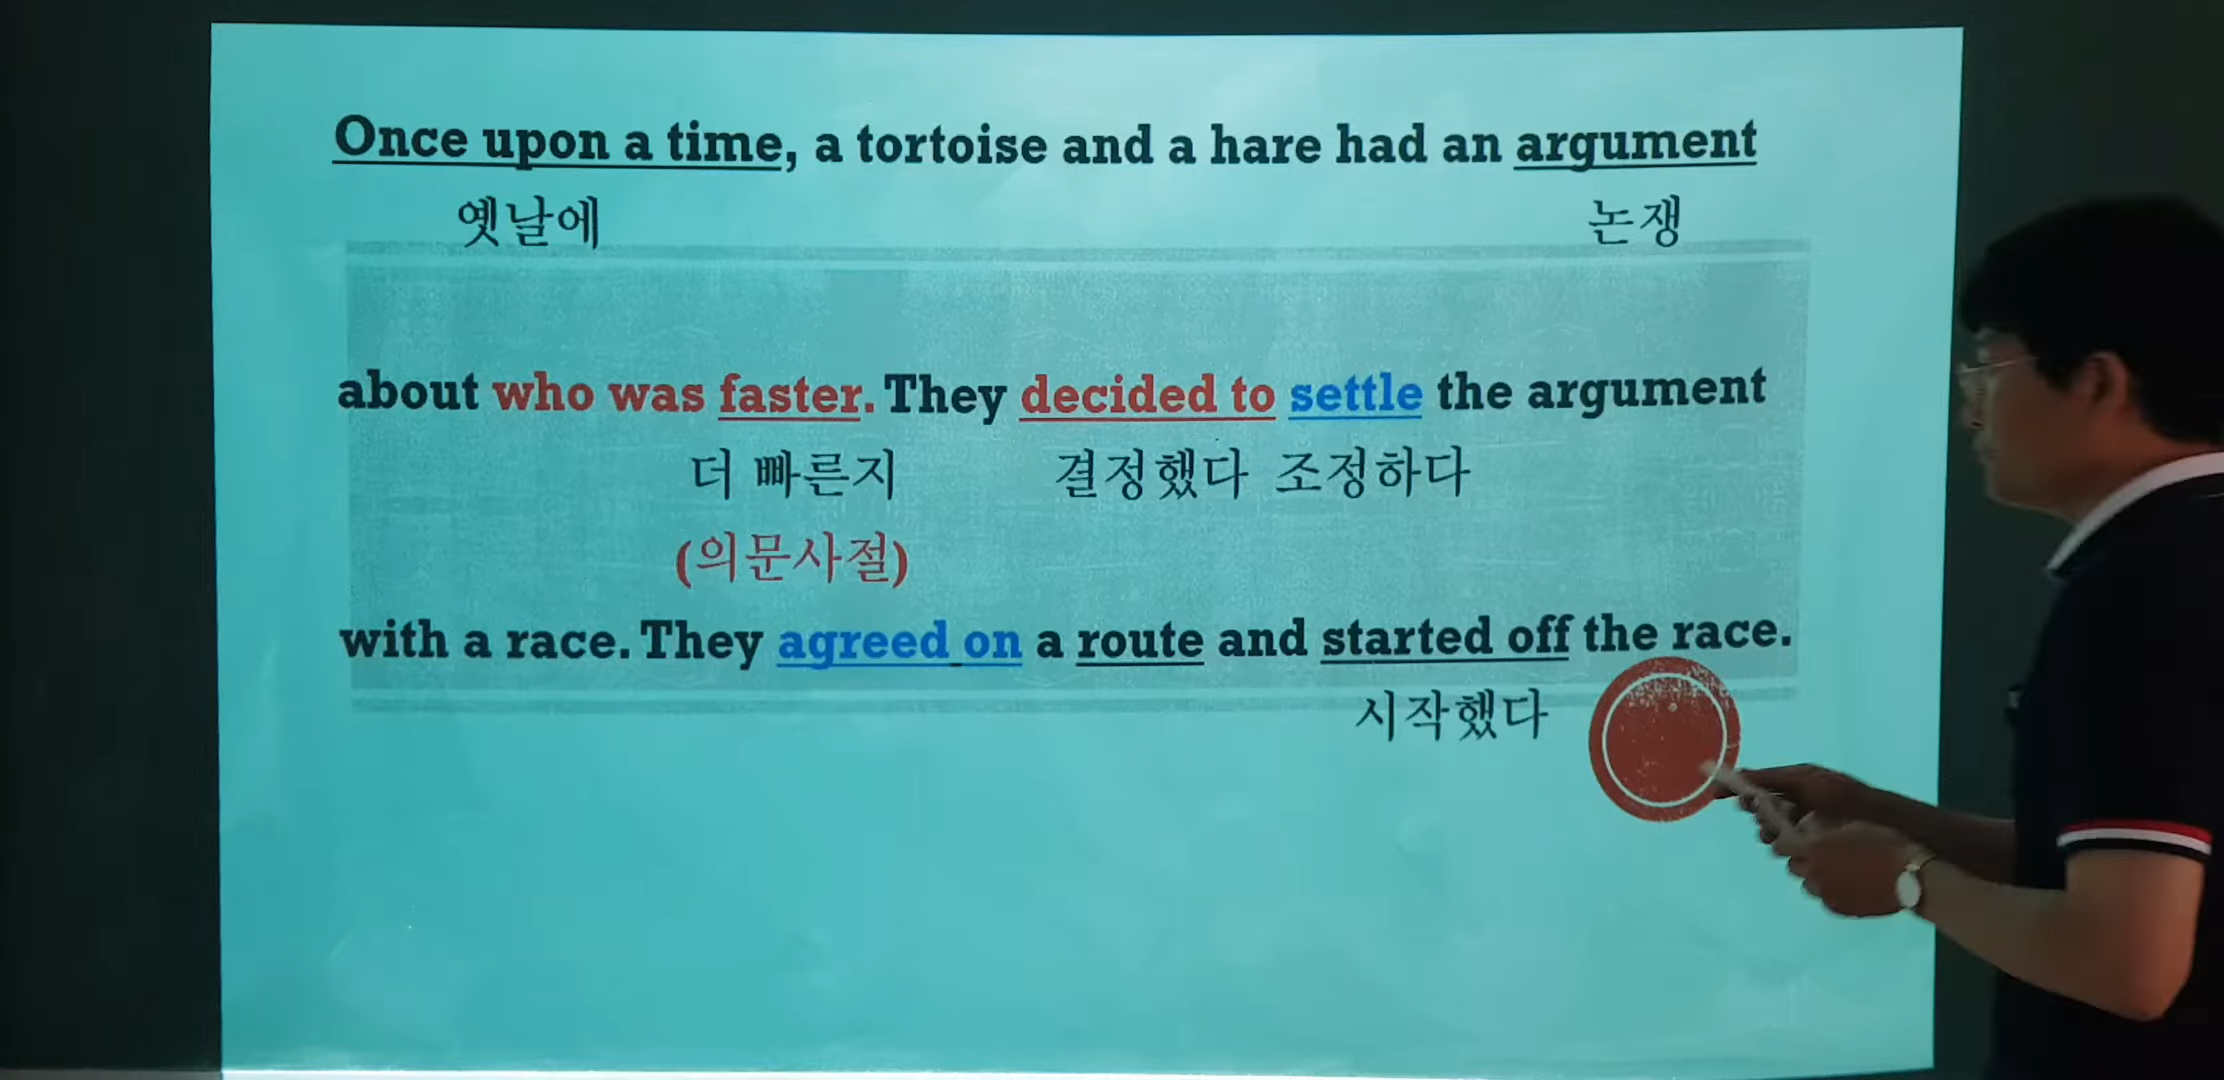 Once upon a time, a tortoise and a hare had an argument
옛날에 논쟁
about who was faster. They decided to settle the argument
더 빠른지 결정했다 조정하다
(의문사절)
with a race. They agreed on a route and started off the race.
시작했다